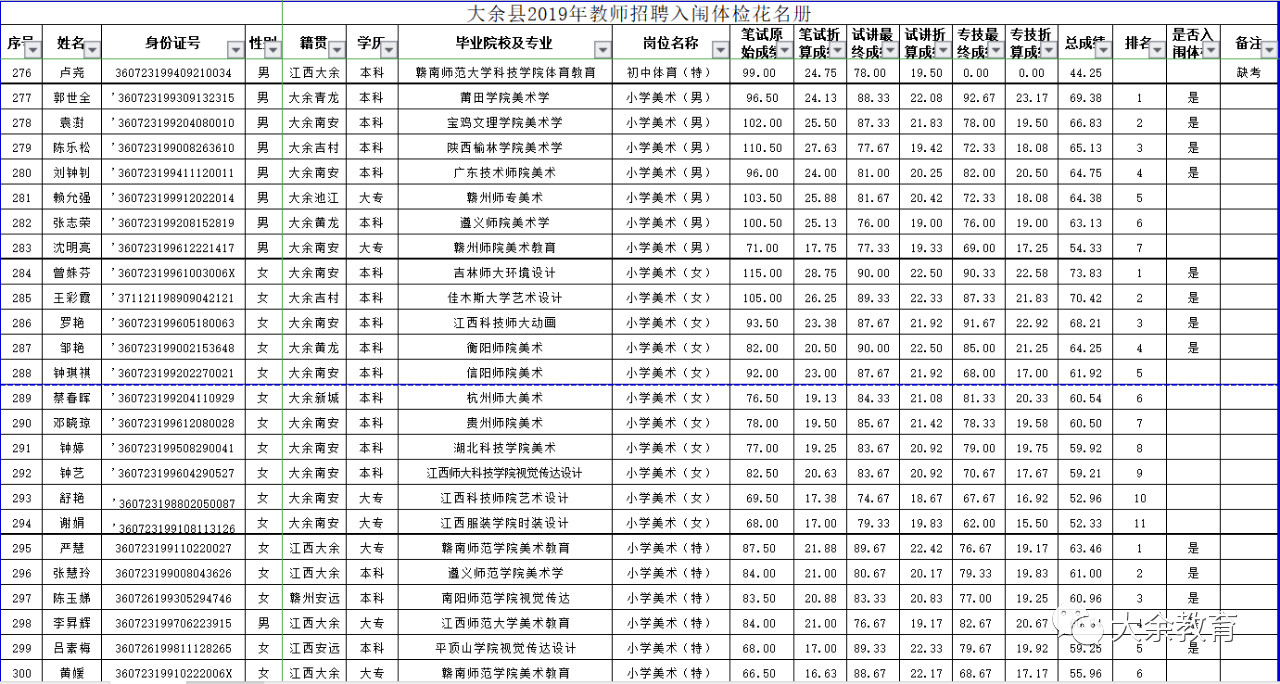 大余县2019年教师招聘入闱体检花名册
序号 姓名 身份证号 性别 籍贯 学历 毕业院校及专业 岗位名称 笔试原始成绩 笔试折算成绩 试讲最终成绩 试讲折算成绩 专技最终成绩 专技折算成绩 总成绩 排名 是否入闱体检 备注
276 卢尧 360723199409210034 男 江西大余 本科 赣南师范大学科技学院体育教育 初中体育（特） 99.00 24.75 78.00 19.50 0.00 0.00 44.25 缺考
277 郭世全 '360723199309132315 男 大余青龙 本科 莆田学院美术学 小学美术（男） 96.50 24.13 88.33 22.08 92.67 23.17 69.38 1 是
278 袁澍 '360723199204080010 男 大余南安 本科 宝鸡文理学院美术学 小学美术（男） 102.00 25.50 87.33 21.83 78.00 19.50 66.83 2 是
279 陈乐松 '360723199008263610 男 大余吉村 本科 陕西榆林学院美术学 小学美术（男） 110.50 27.63 77.67 19.42 72.33 18.08 65.13 3 是
280 刘钟钊 '360723199411120011 男 大余南安 本科 广东技术师院美术 小学美术（男） 96.00 24.00 81.00 20.25 82.00 20.50 64.75 4 是
281 赖允强 '360723199912022014 男 大余池江 大专 赣州师专美术 小学美术（男） 103.50 25.88 81.67 20.42 72.33 18.08 64.38 5
282 张志荣 '360723199208152819 男 大余黄龙 本科 遵义师院美术学 小学美术（男） 100.50 25.13 76.00 19.00 76.00 19.00 63.13 6
283 沈明亮 '360723199612221417 男 大余南安 大专 赣州师院美术教育 小学美术（男） 71.00 17.75 77.33 19.33 69.00 17.25 54.33 7
284 曾姝芬 '36072319961003006X 女 大余南安 本科 吉林师大环境设计 小学美术（女） 115.00 28.75 90.00 22.50 90.33 22.58 73.83 1 是
285 王彩霞 '371121198909042121 女 大余吉村 本科 佳木斯大学艺术设计 小学美术（女） 105.00 26.25 89.33 22.33 87.33 21.83 70.42 2 是
286 罗艳 '360723199605180063 女 大余南安 本科 江西科技师大动画 小学美术（女） 93.50 23.38 87.67 21.92 91.67 22.92 68.21 3 是
287 邹艳 '360723199002153648 女 大余黄龙 本科 衡阳师院美术 小学美术（女） 82.00 20.50 90.00 22.50 85.00 21.25 64.25 4 是
288 钟琪祺 '360723199202270021 女 大余南安 本科 信阳师院美术 小学美术（女） 92.00 23.00 87.67 21.92 68.00 17.00 61.92 5
289 蔡春晖 '360723199204110929 女 大余新城 本科 杭州师大美术 小学美术（女） 76.50 19.13 84.33 21.08 81.33 20.33 60.54 6
290 邓晓琼 '360723199612080028 女 大余南安 本科 贵州师院美术 小学美术（女） 78.00 19.50 85.67 21.42 78.33 19.58 60.50 7
291 钟婷 '360723199508290041 女 大余南安 本科 湖北科技学院美术 小学美术（女） 77.00 19.25 83.67 20.92 79.00 19.75 59.92 8
292 钟艺 '360723199604290527 女 大余南安 本科 江西师大科技学院视觉传达设计 小学美术（女） 82.50 20.63 83.67 20.92 70.67 17.67 59.21 9
293 舒艳 '360723198802050087 女 大余南安 大专 江西科技师院艺术设计 小学美术（女） 69.50 17.38 74.67 18.67 67.67 16.92 52.96 10
294 谢娟 '360723199108113126 女 大余南安 大专 江西服装学院时装设计 小学美术（女） 68.00 17.00 79.33 19.83 62.00 15.50 52.33 11
295 严慧 360723199110220027 女 江西大余 大专 赣南师范学院美术教育 小学美术（特） 87.50 21.88 89.67 22.42 76.67 19.17 63.46 1 是
296 张慧玲 360723199008043626 女 江西大余 本科 遵义师范学院美术学 小学美术（特） 84.00 21.00 80.67 20.17 79.33 19.83 61.00 2 是
297 陈玉娣 360726199305294746 女 赣州安远 本科 南阳师范学院视觉传达 小学美术（特） 83.50 20.88 83.33 20.83 77.00 19.25 60.96 3 是
298 李昇辉 360723199706223915 男 江西大余 大专 江西师范大学美术教育 小学美术（特） 84.00 21.00 76.67 19.17 82.67 20.67 是
299 吕素梅 360726199811128265 女 江西安远 本科 平顶山学院视觉传达设计 小学美术（特） 68.00 17.00 89.33 22.33 79.67 19.92 59.25 5 是
300 黄媛 36072319910222006X 女 江西大余 大专 赣南师范学院美术教育 小学美术（特） 66.50 16.63 88.67 22.17 68.67 17.17 55.96 6
大余教育